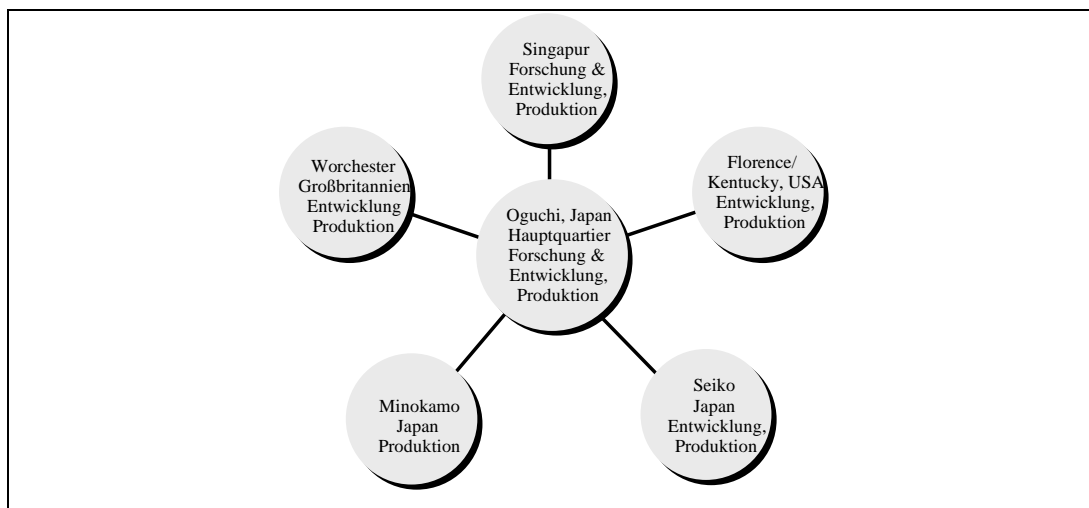 Singapur
Forschung &
Entwicklung,
Produktion
Worchester
Großbritannien
Entwicklung
Produktion
Florence/
Kentucky, USA
Entwicklung,
Produktion
Oguchi, Japan
Hauptquartier
Forschung &
Entwicklung,
Produktion
Minokamo
Japan
Produktion
Seiko
Japan
Entwicklung,
Produktion